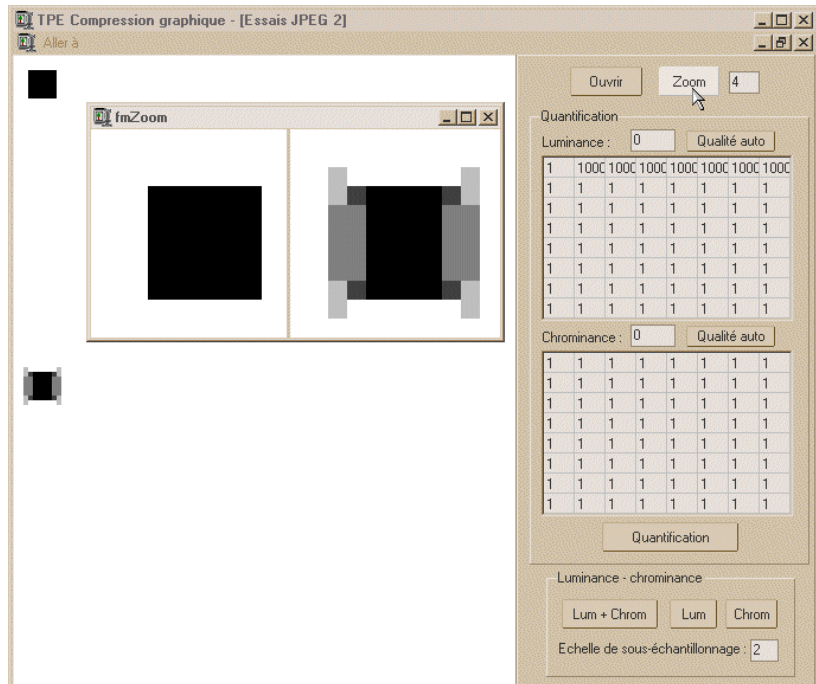 TPE Compression graphique - [Essais JPEG 2]
Aller à
Ouvrir Zoom 4
fmZoom
Quantification
Luminance : 0 Qualité auto
1 1000 1000 1000 1000 1000 1000 1000
1 1 1 1 1 1 1 1
1 1 1 1 1 1 1 1
1 1 1 1 1 1 1 1
1 1 1 1 1 1 1 1
1 1 1 1 1 1 1 1
1 1 1 1 1 1 1 1
1 1 1 1 1 1 1 1
Chrominance : 0 Qualité auto
1 1 1 1 1 1 1 1
1 1 1 1 1 1 1 1
1 1 1 1 1 1 1 1
1 1 1 1 1 1 1 1
1 1 1 1 1 1 1 1
1 1 1 1 1 1 1 1
1 1 1 1 1 1 1 1
1 1 1 1 1 1 1 1
Quantification
Luminance - chrominance
Lum + Chrom Lum Chrom
Echelle de sous-échantillonnage : 2